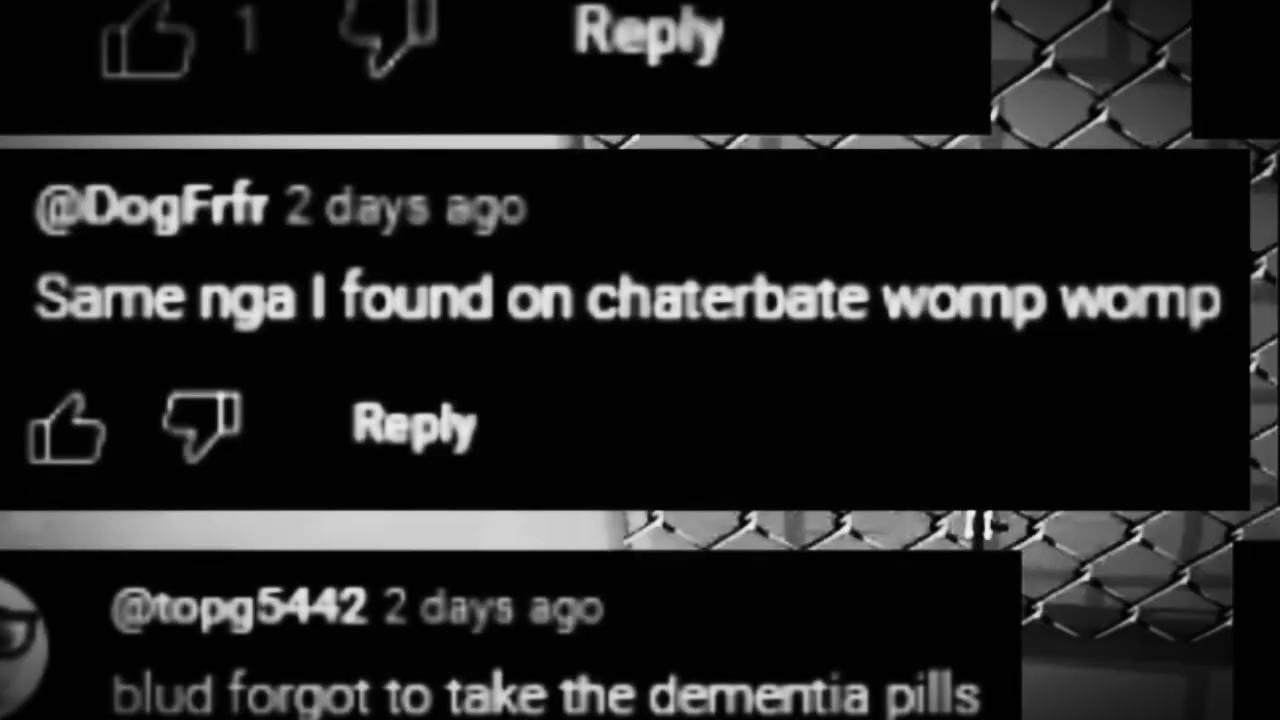 1 Reply
@DogFrfr 2 days ago
Same nga I found on chaterbate womp womp
Reply
@topg5442 2 days ago
blud forgot to take the dementia pills